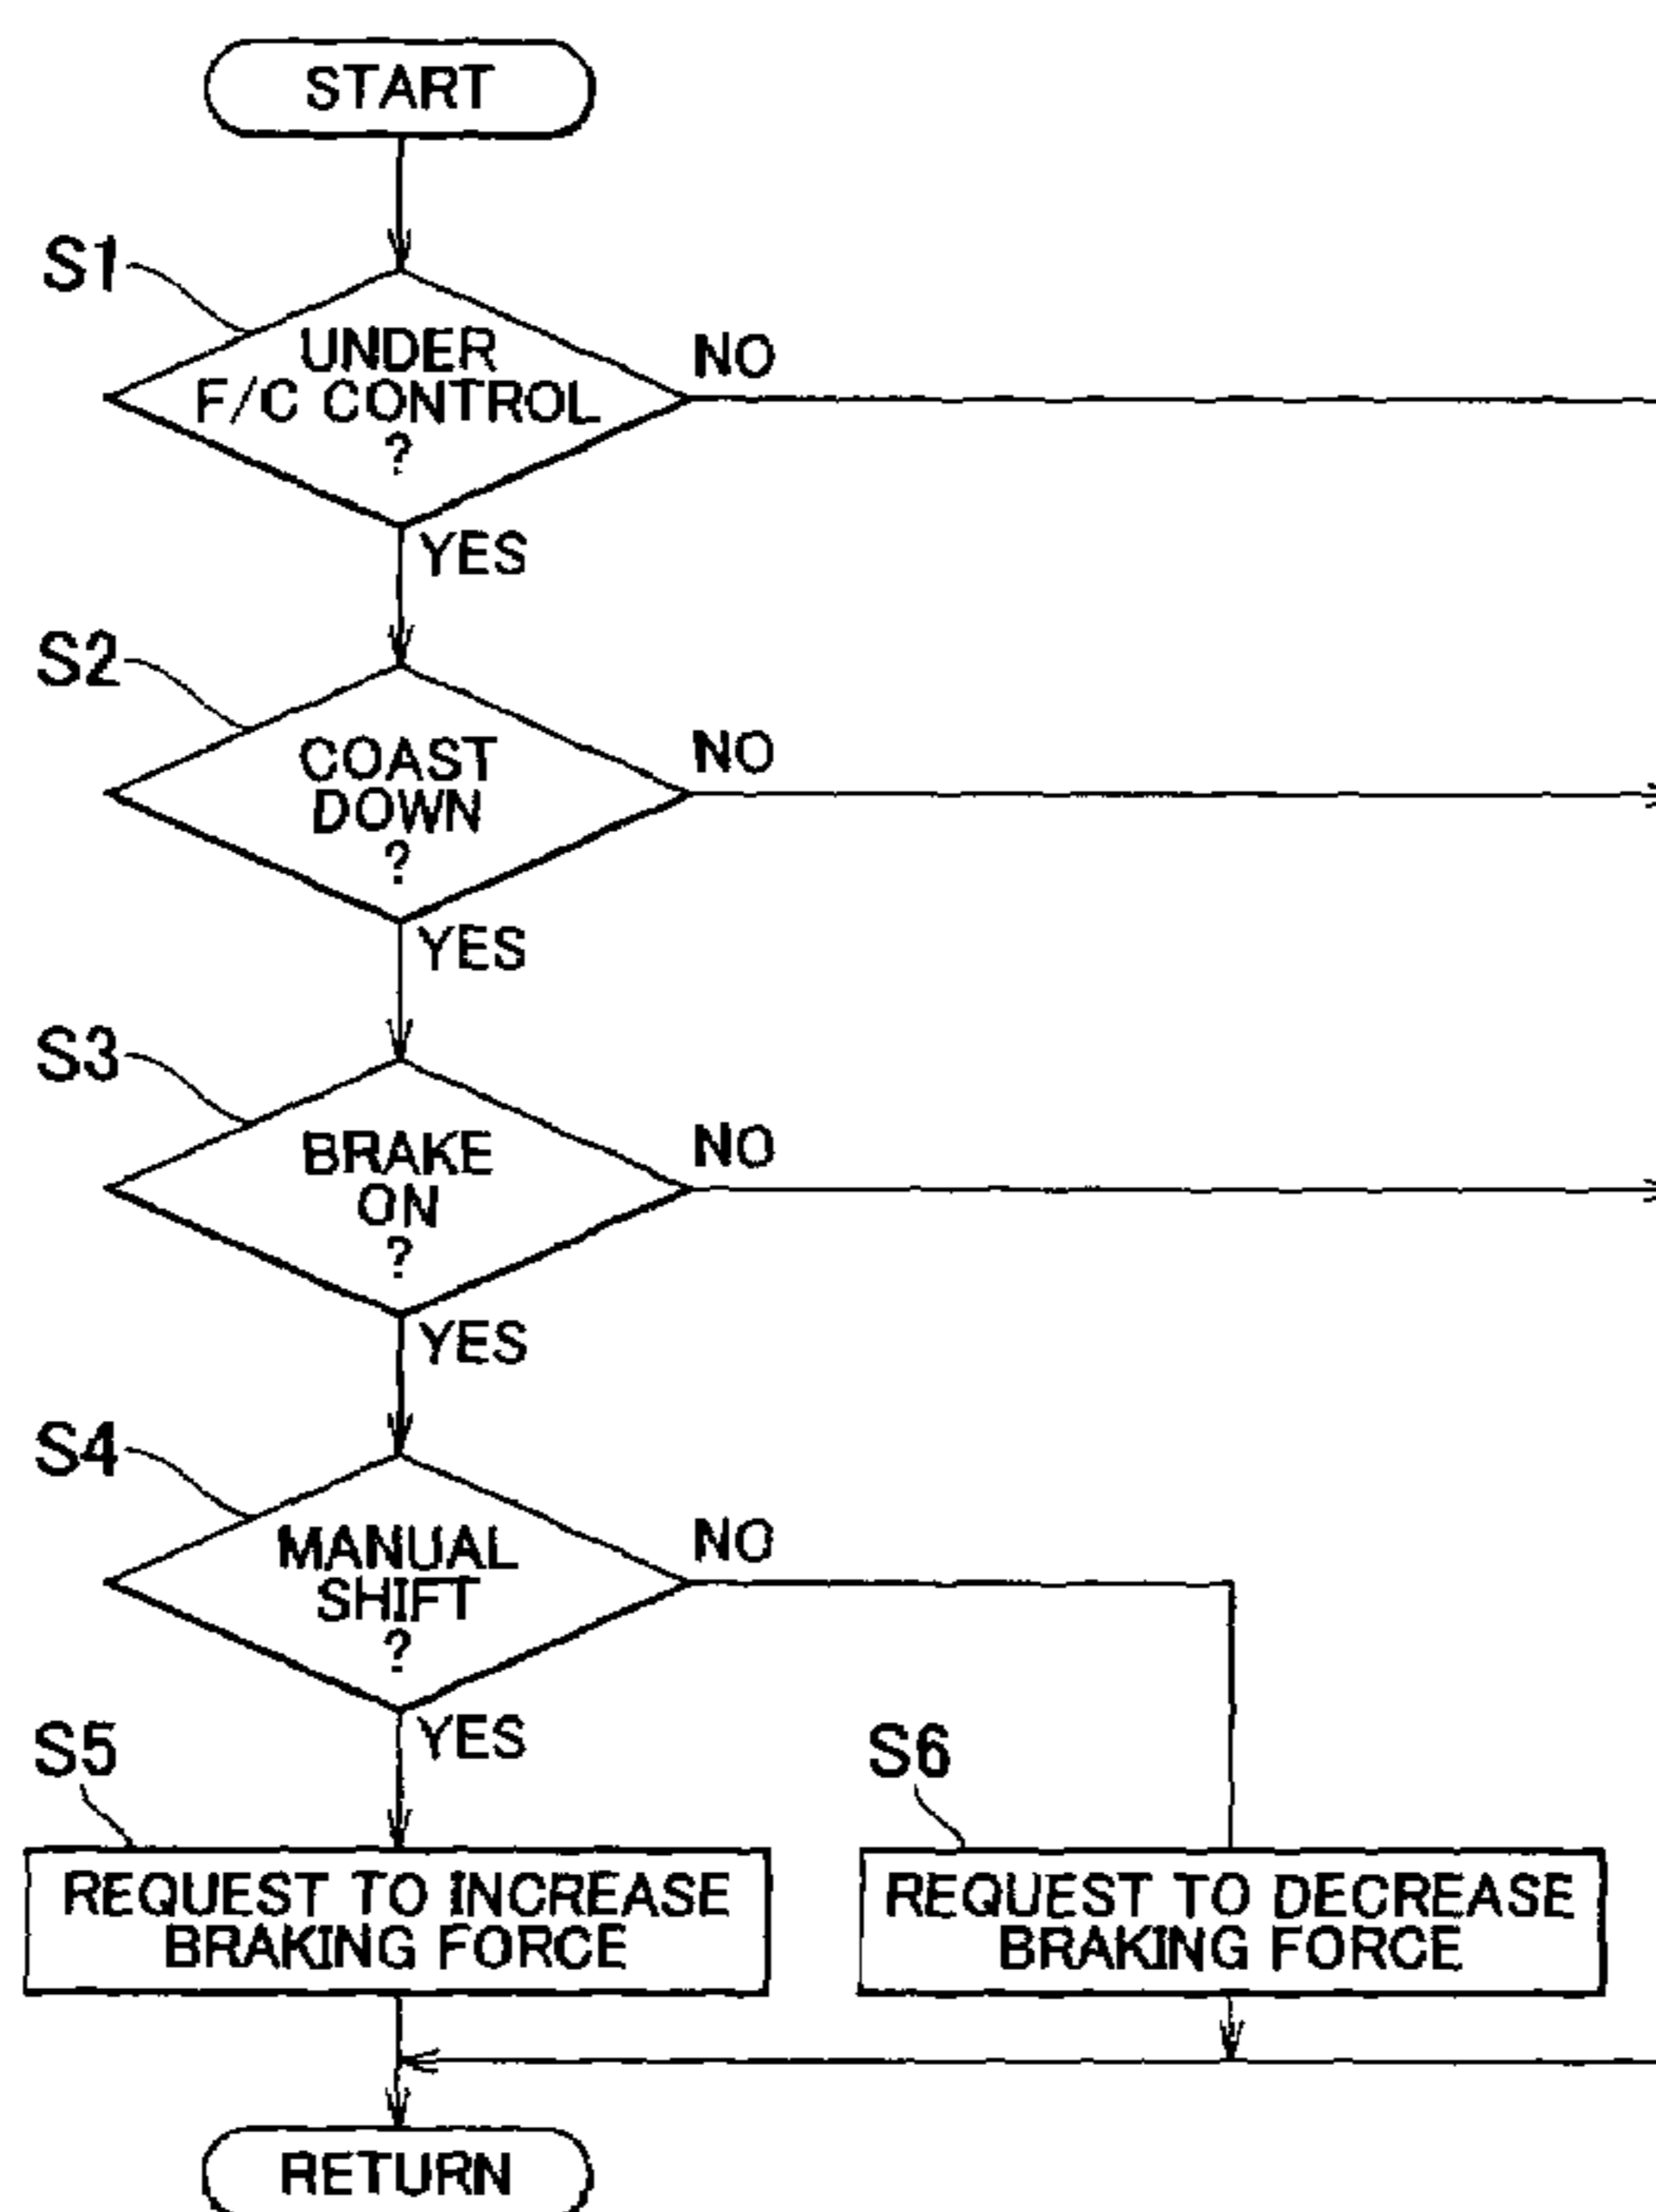 START
S1
UNDER
F/C CONTROL
?
NO
YES
S2
COAST
DOWN
?
NO
YES
S3
BRAKE
ON
?
NO
YES
S4
MANUAL
SHIFT
?
NO
YES
S5
REQUEST TO INCREASE
BRAKING FORCE
S6
REQUEST TO DECREASE
BRAKING FORCE
RETURN